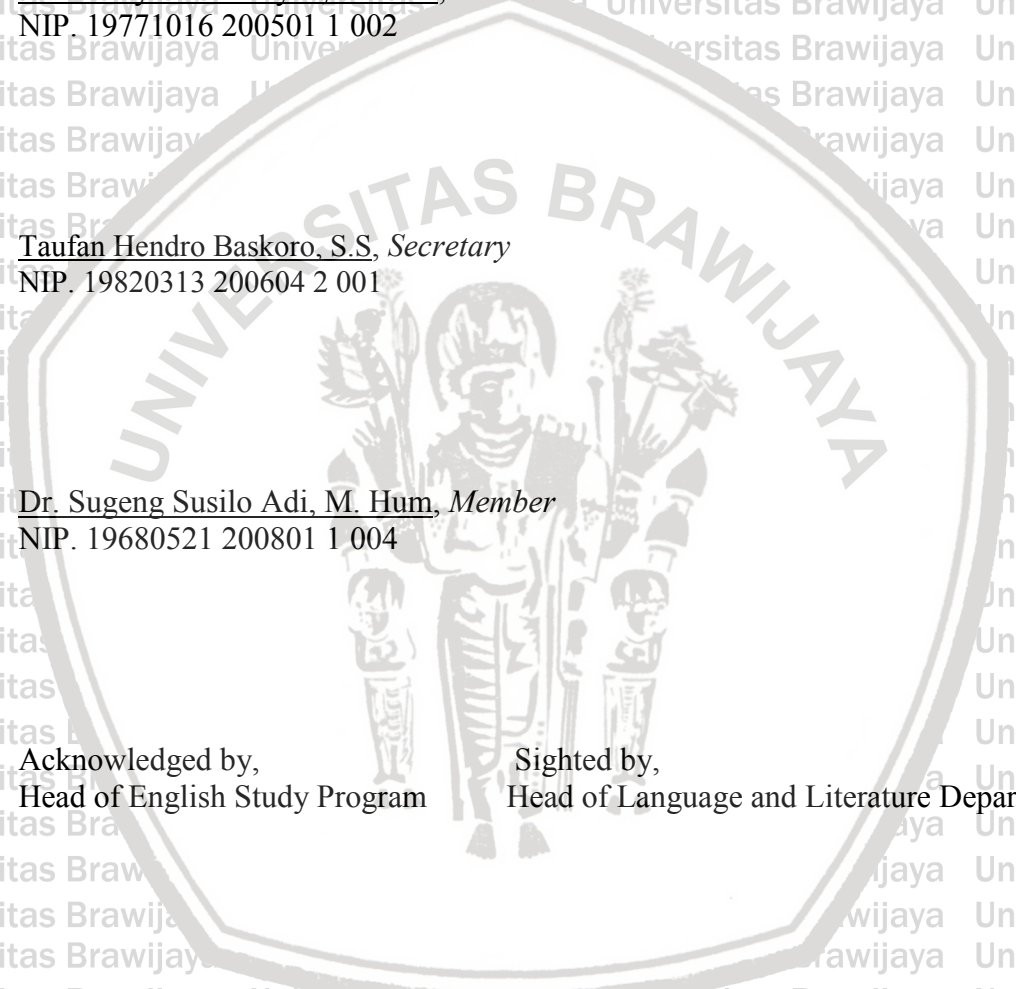 NIP. 19771016 200501 1 002
UNIVERSITAS BRAWIJAYA
Taufan Hendro Baskoro, S.S, Secretary
NIP. 19820313 200604 2 001
Dr. Sugeng Susilo Adi, M. Hum, Member
NIP. 19680521 200801 1 004
Acknowledged by,
Sighted by,
Head of English Study Program
Head of Language and Literature Depar